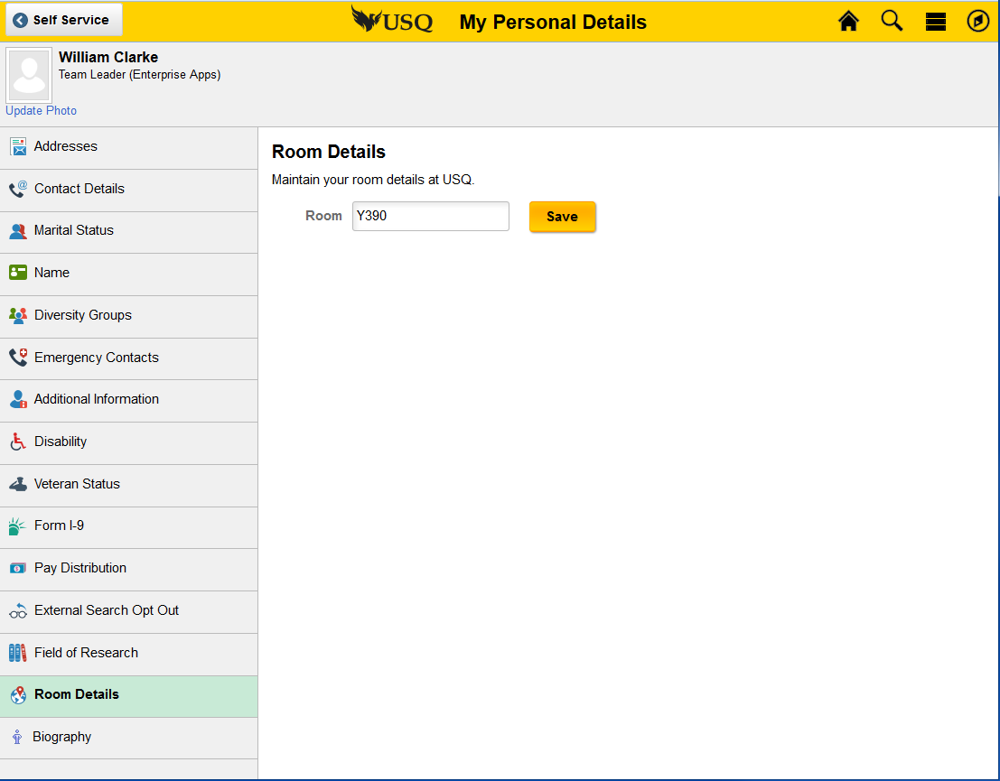 Self Service
USQ
My Personal Details
William Clarke
Team Leader (Enterprise Apps)
Update Photo
Addresses
Contact Details
Marital Status
Name
Diversity Groups
Emergency Contacts
Additional Information
Disability
Veteran Status
Form I-9
Pay Distribution
External Search Opt Out
Field of Research
Room Details
Biography
Room Details
Maintain your room details at USQ.
Room Y390 Save